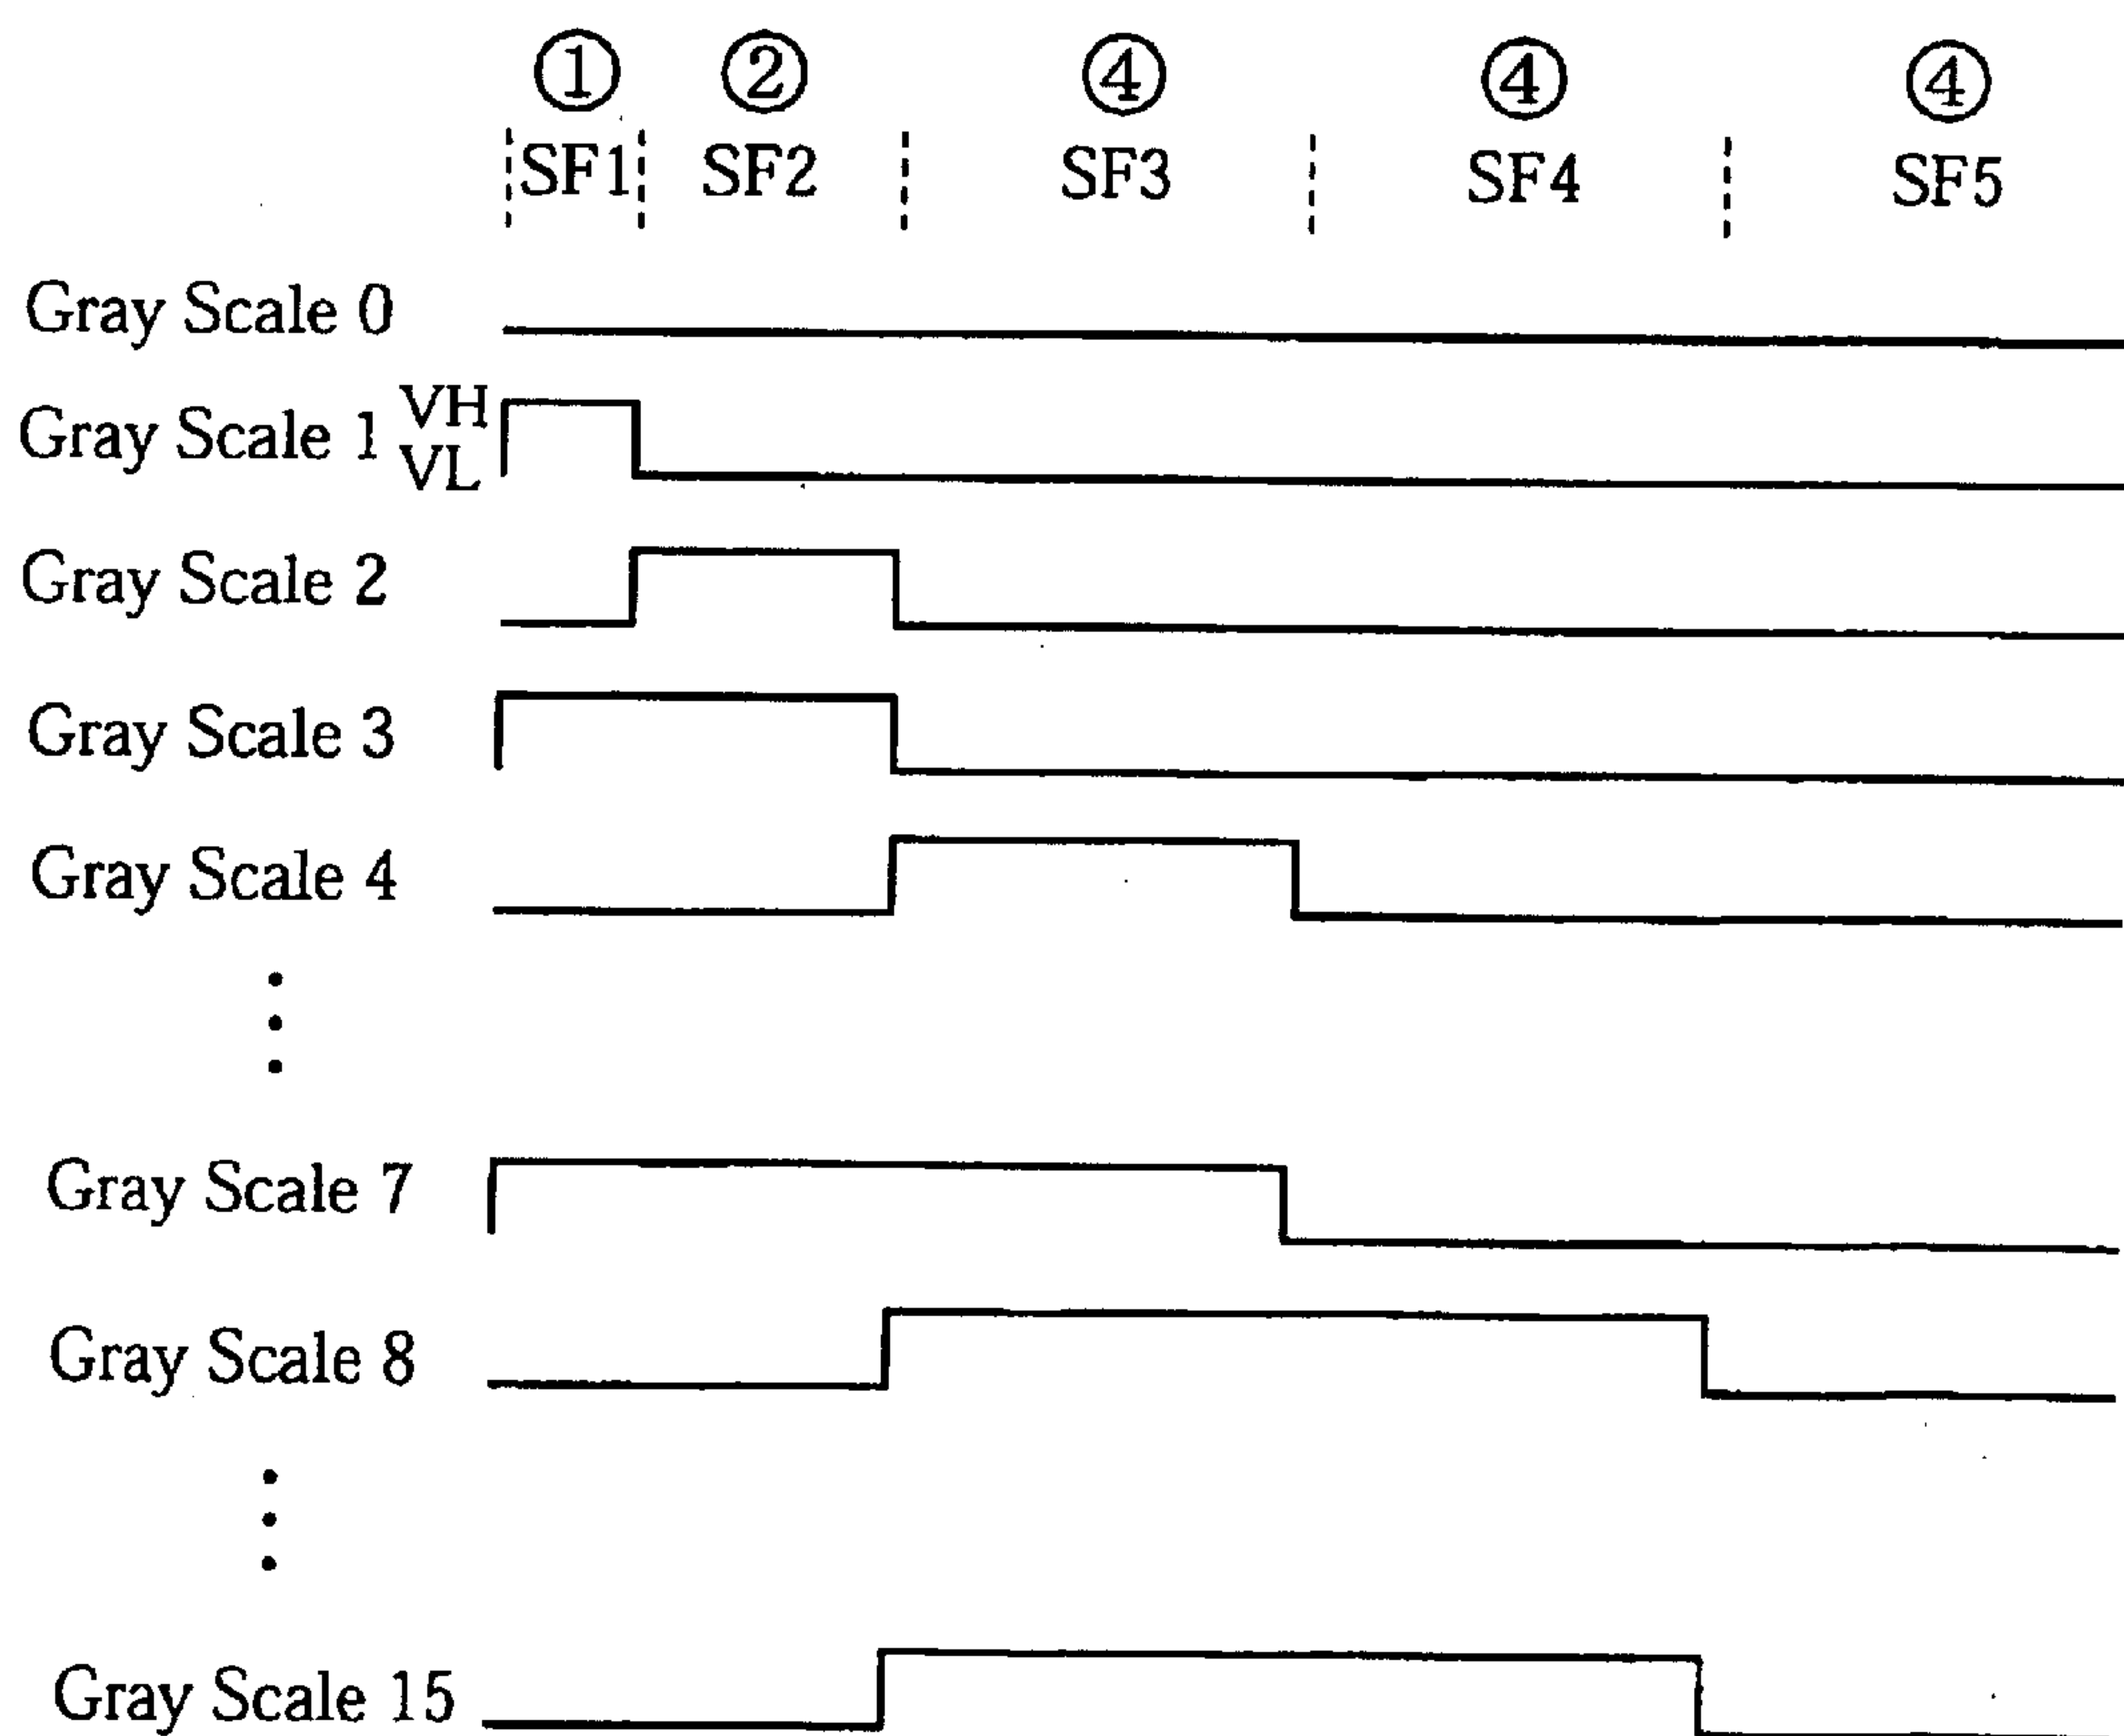 ① ② ④ ④ ④
SF1 SF2 SF3 SF4 SF5
Gray Scale 0
Gray Scale 1 VH
VL
Gray Scale 2
Gray Scale 3
Gray Scale 4
Gray Scale 7
Gray Scale 8
Gray Scale 15